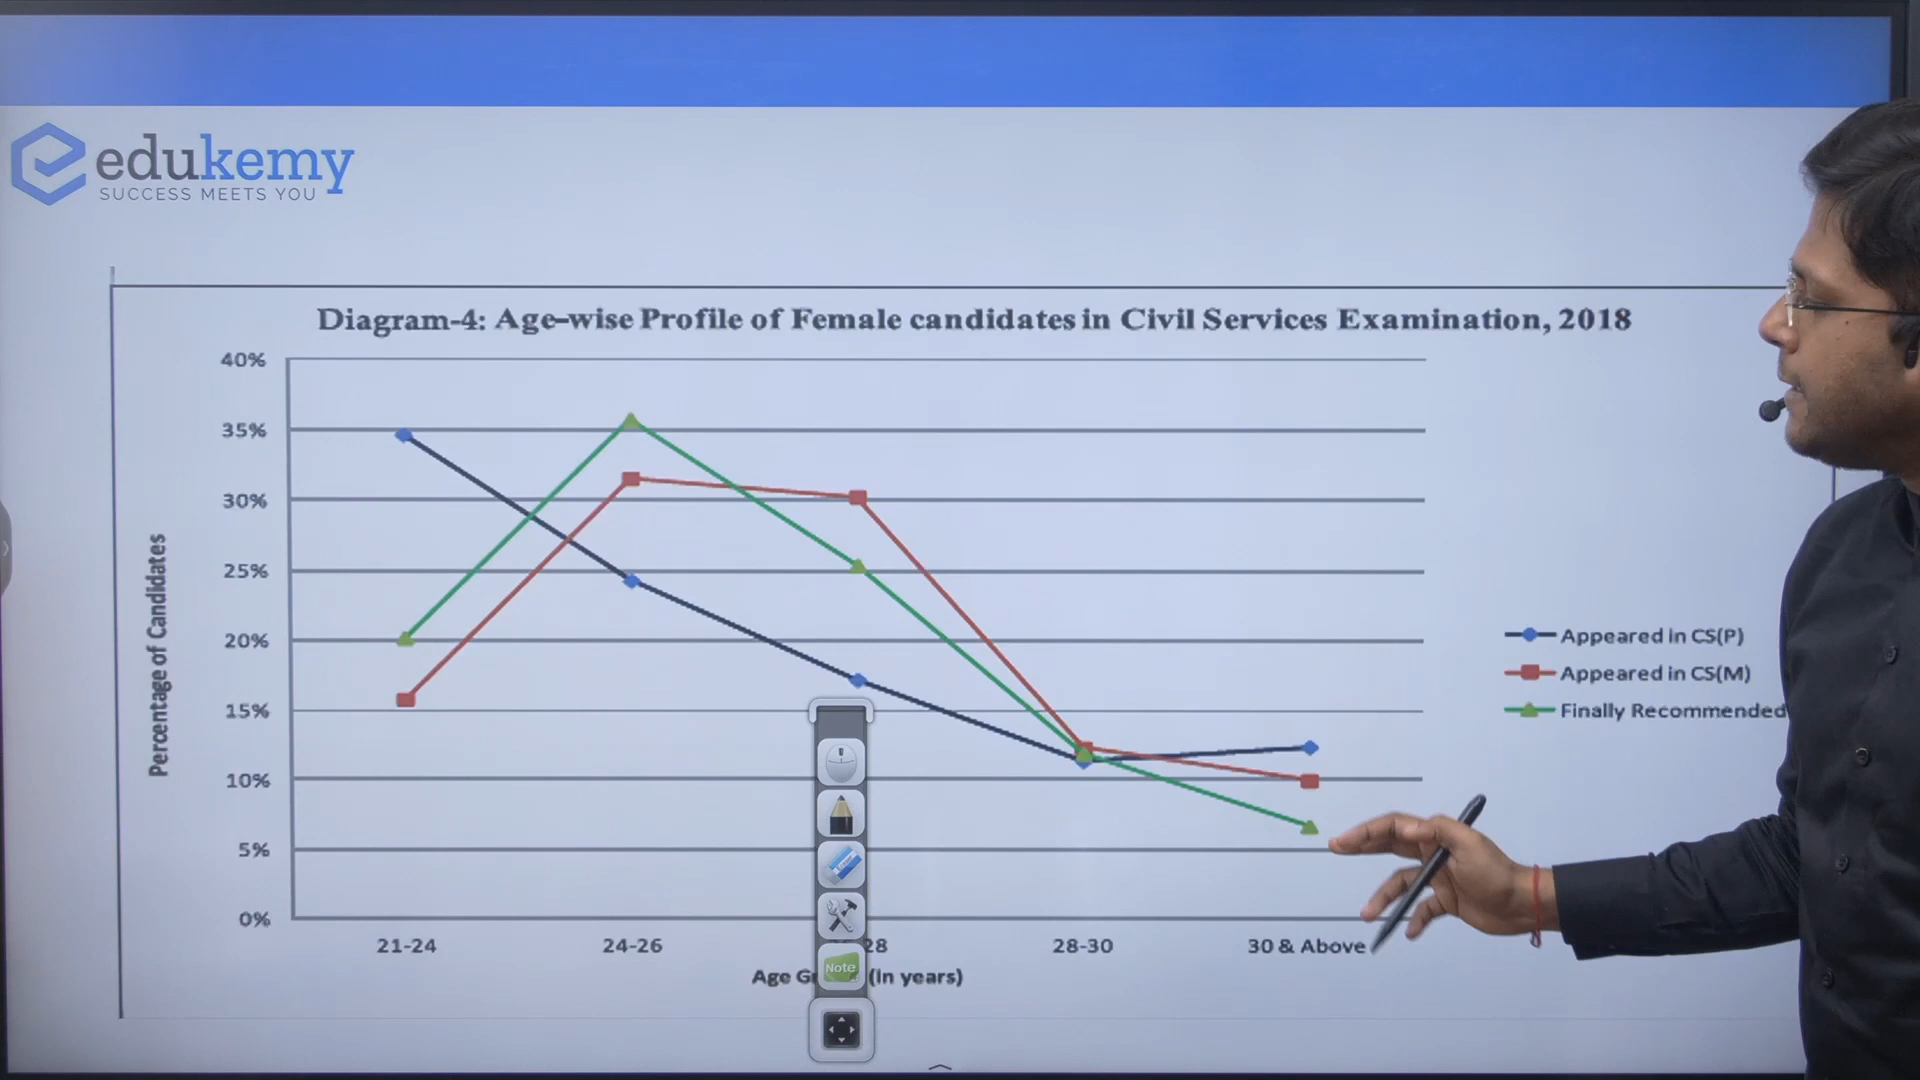 edukemy
SUCCESS MEETS YOU
Diagram-4: Age-wise Profile of Female candidates in Civil Services Examination, 2018
40%
35%
30%
25%
20%
15%
10%
5%
0%
Percentage of Candidates
21-24
24-26
28
28-30
30 & Above
Age (In years)
Appeared in CS(P)
Appeared in CS(M)
Finally Recommended
Note